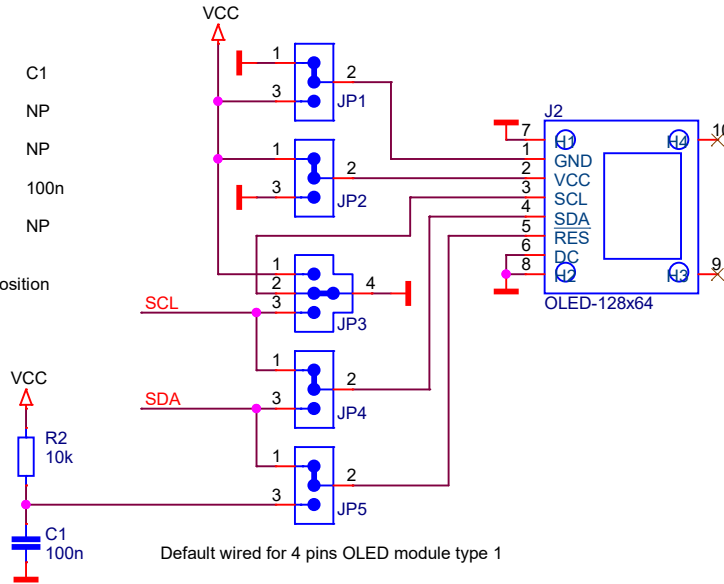 VCC
C1
NP
NP
100n
NP
osition
1
2
3
JP1
1
2
3
JP2
1
2
3
4
JP3
SCL
1
2
3
JP4
SDA
1
2
3
JP5
VCC
R2
10k
C1
100n
J2
7
H1
H4
10
1
GND
2
VCC
3
SCL
4
SDA
5
RES
6
DC
8
H2
H3
9
OLED-128x64
Default wired for 4 pins OLED module type 1